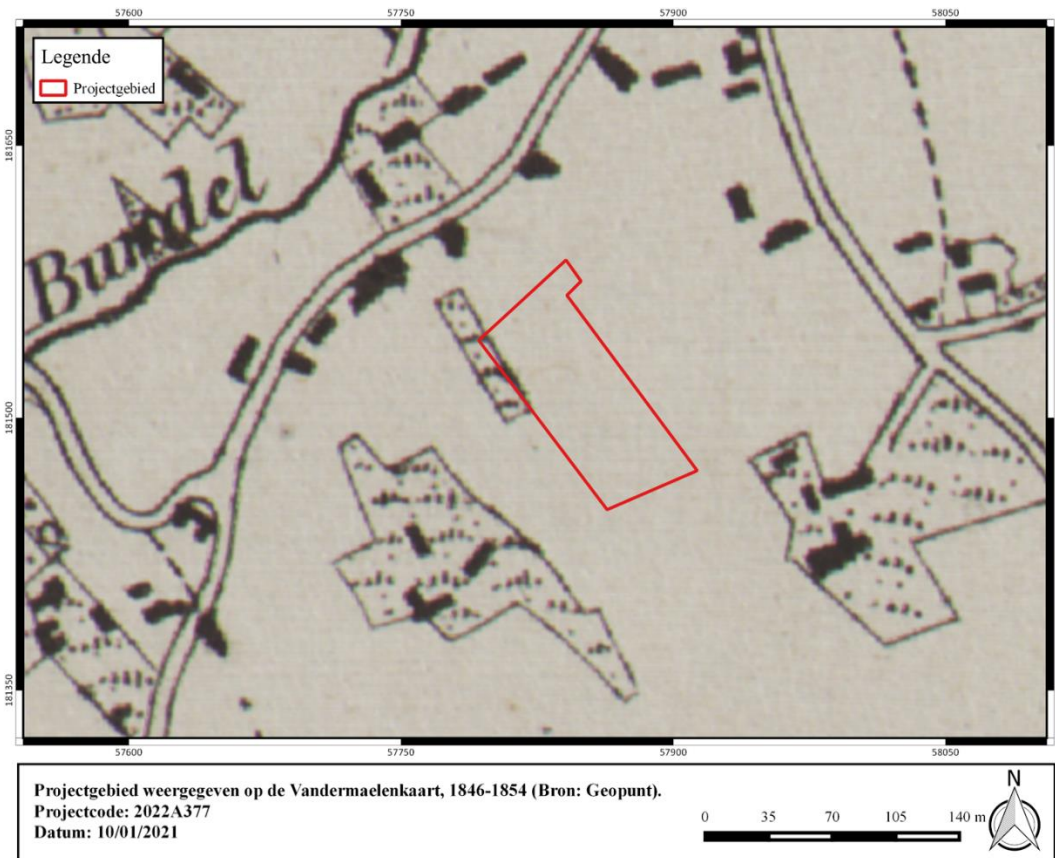 57600 57750 57900 58050
Legende
Projectgebied
181650
Bundel
181500
181350
57600 57750 57900 58050
Projectgebied weergegeven op de Vandermaelenkaart, 1846-1854 (Bron: Geopunt).
Projectcode: 2022A377
Datum: 10/01/2021
0 35 70 105 140 m
N